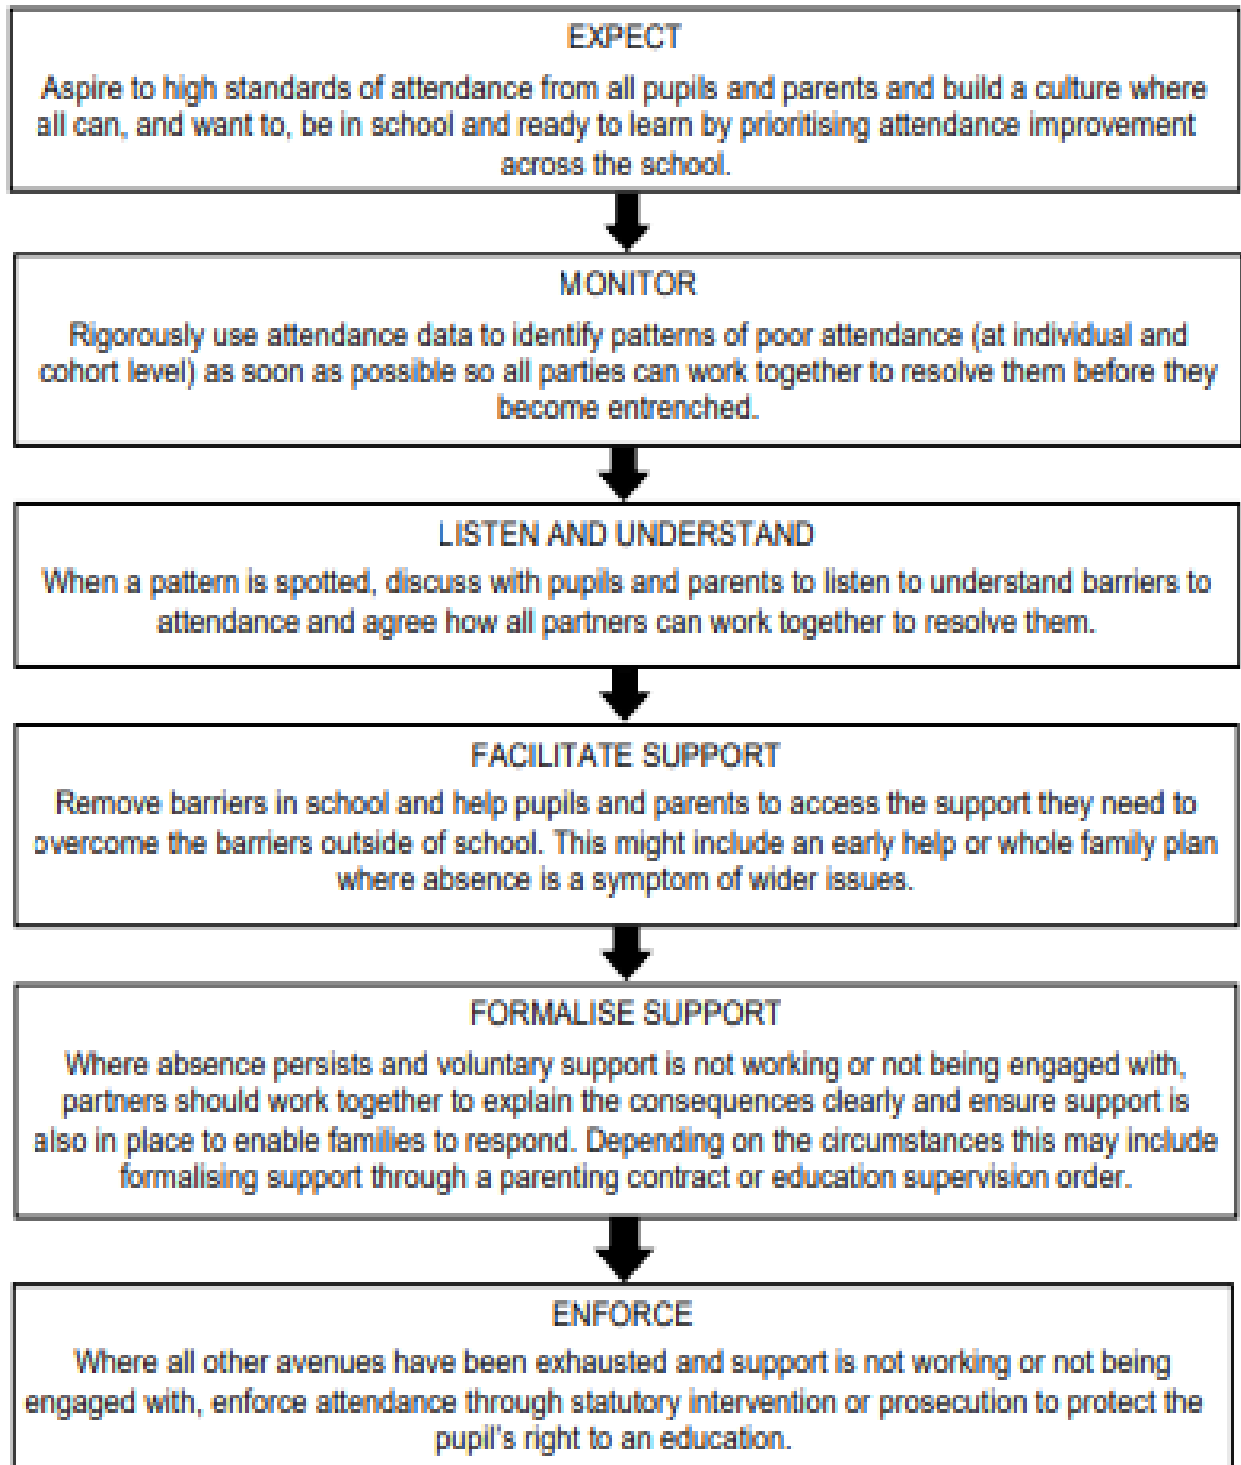 EXPECT
Aspire to high standards of attendance from all pupils and parents and build a culture where
all can, and want to, be in school and ready to learn by prioritising attendance improvement
across the school.
MONITOR
Rigorously use attendance data to identify patterns of poor attendance (at individual and
cohort level) as soon as possible so all parties can work together to resolve them before they
become entrenched.
LISTEN AND UNDERSTAND
When a pattern is spotted, discuss with pupils and parents to listen to understand barriers to
attendance and agree how all partners can work together to resolve them.
FACILITATE SUPPORT
Remove barriers in school and help pupils and parents to access the support they need to
overcome the barriers outside of school. This might include an early help or whole family plan
where absence is a symptom of wider issues.
FORMALISE SUPPORT
Where absence persists and voluntary support is not working or not being engaged with,
partners should work together to explain the consequences clearly and ensure support is
also in place to enable families to respond. Depending on the circumstances this may include
formalising support through a parenting contract or education supervision order.
ENFORCE
Where all other avenues have been exhausted and support is not working or not being
engaged with, enforce attendance through statutory intervention or prosecution to protect the
pupil's right to an education.